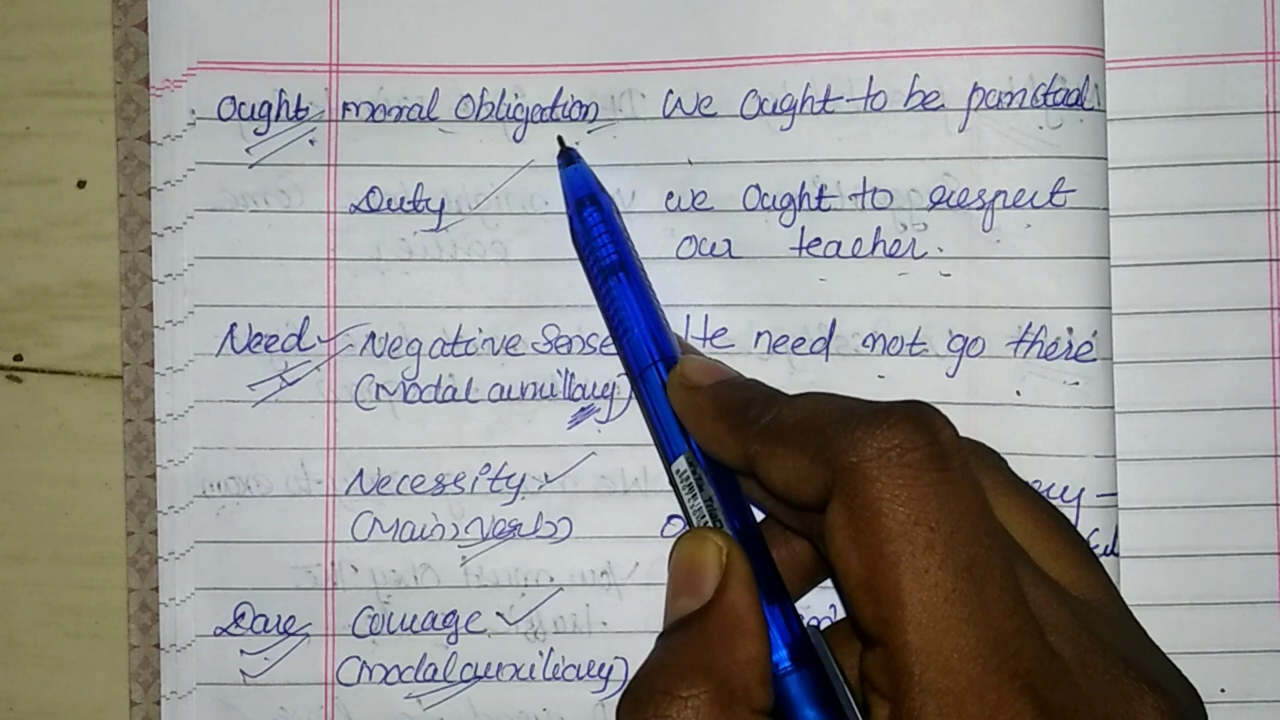 Ought moral obligation We ought to be punctual.
Duty we ought to respect
our teacher.
Need Negative sense He need not go there
(Modal auxillary)
Necessity
(Main verb)
Dare Courage
(Modal auxiliary)